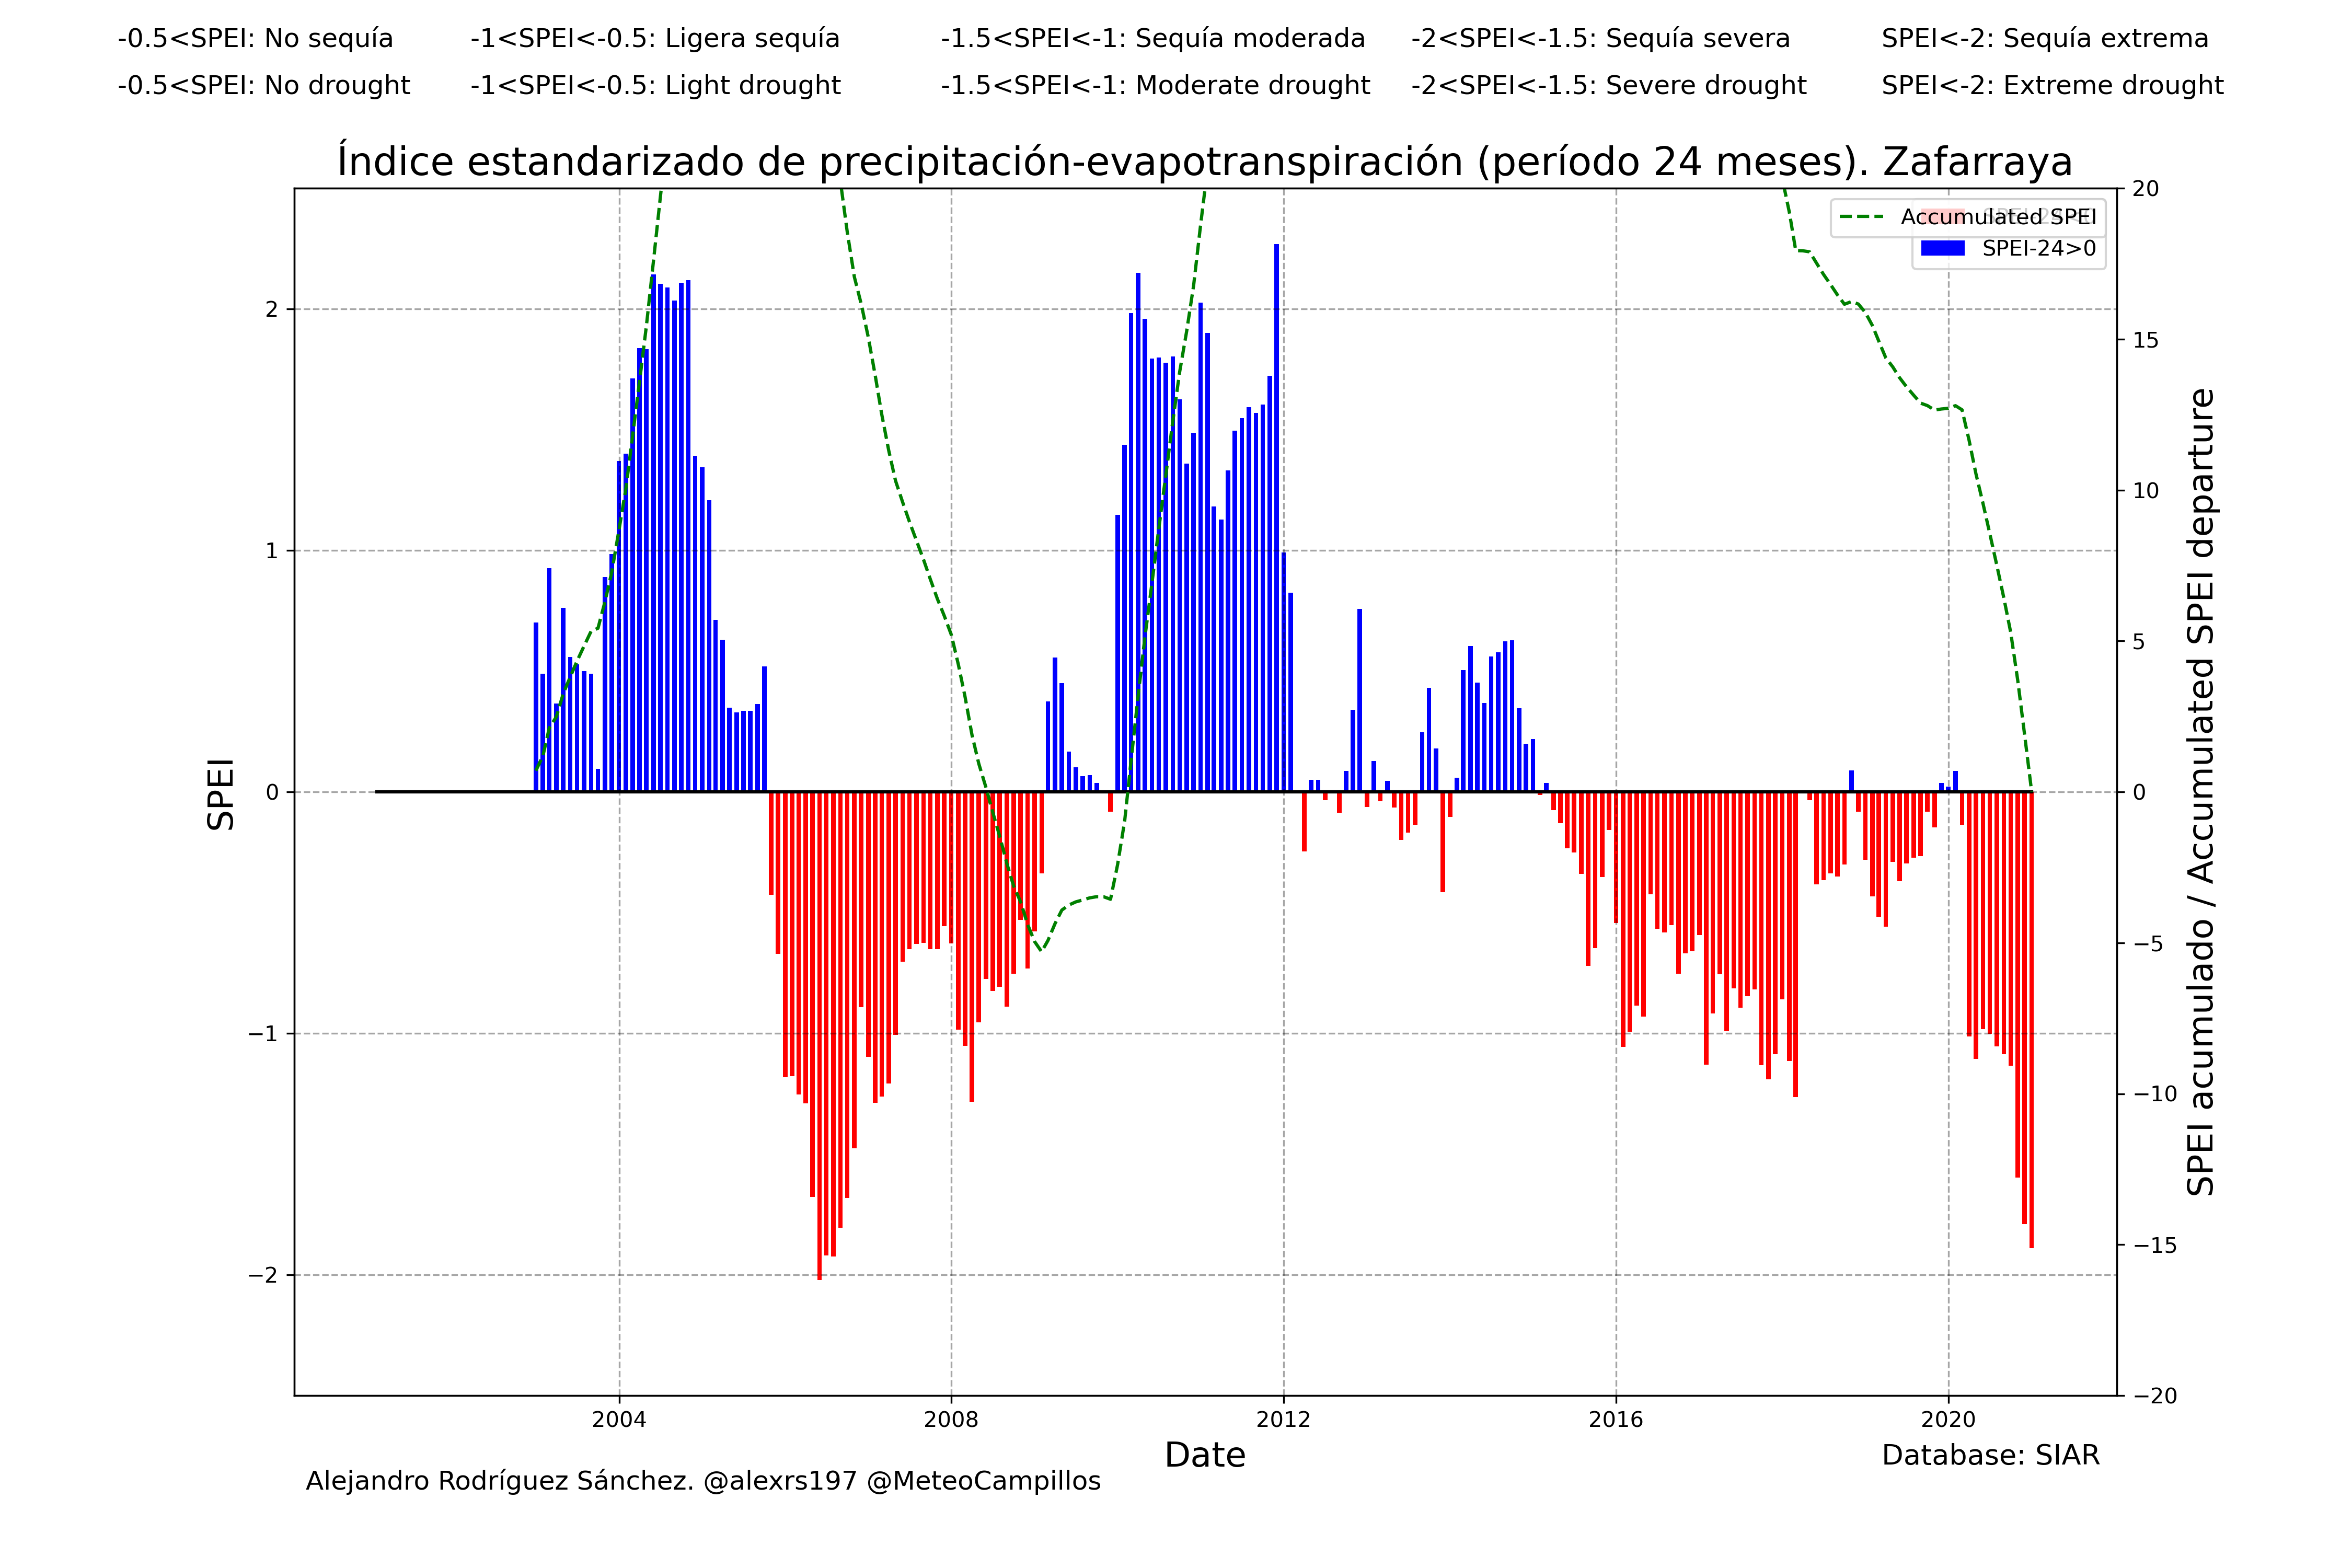 -0.5<SPEI: No sequía -1<SPEI<-0.5: Ligera sequía -1.5<SPEI<-1: Sequía moderada -2<SPEI<-1.5: Sequía severa SPEI<-2: Sequía extrema
-0.5<SPEI: No drought -1<SPEI<-0.5: Light drought -1.5<SPEI<-1: Moderate drought -2<SPEI<-1.5: Severe drought SPEI<-2: Extreme drought
Índice estandarizado de precipitación-evapotranspiración (período 24 meses). Zafarraya
Accumulated SPEI
SPEI-24>0
SPEI
2
1
0
−1
−2
20
15
10
5
0
−5
−10
−15
−20
SPEI acumulado / Accumulated SPEI departure
2004 2008 2012 2016 2020
Date
Database: SIAR
Alejandro Rodríguez Sánchez. @alexrs197 @MeteoCampillos